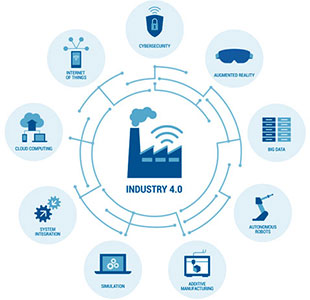 CYBERSECURITY
INTERNET
OF THINGS
AUGMENTED REALITY
CLOUD COMPUTING
BIG DATA
INDUSTRY 4.0
SYSTEM
INTEGRATION
AUTONOMOUS
ROBOTS
SIMULATION
ADDITIVE
MANUFACTURING